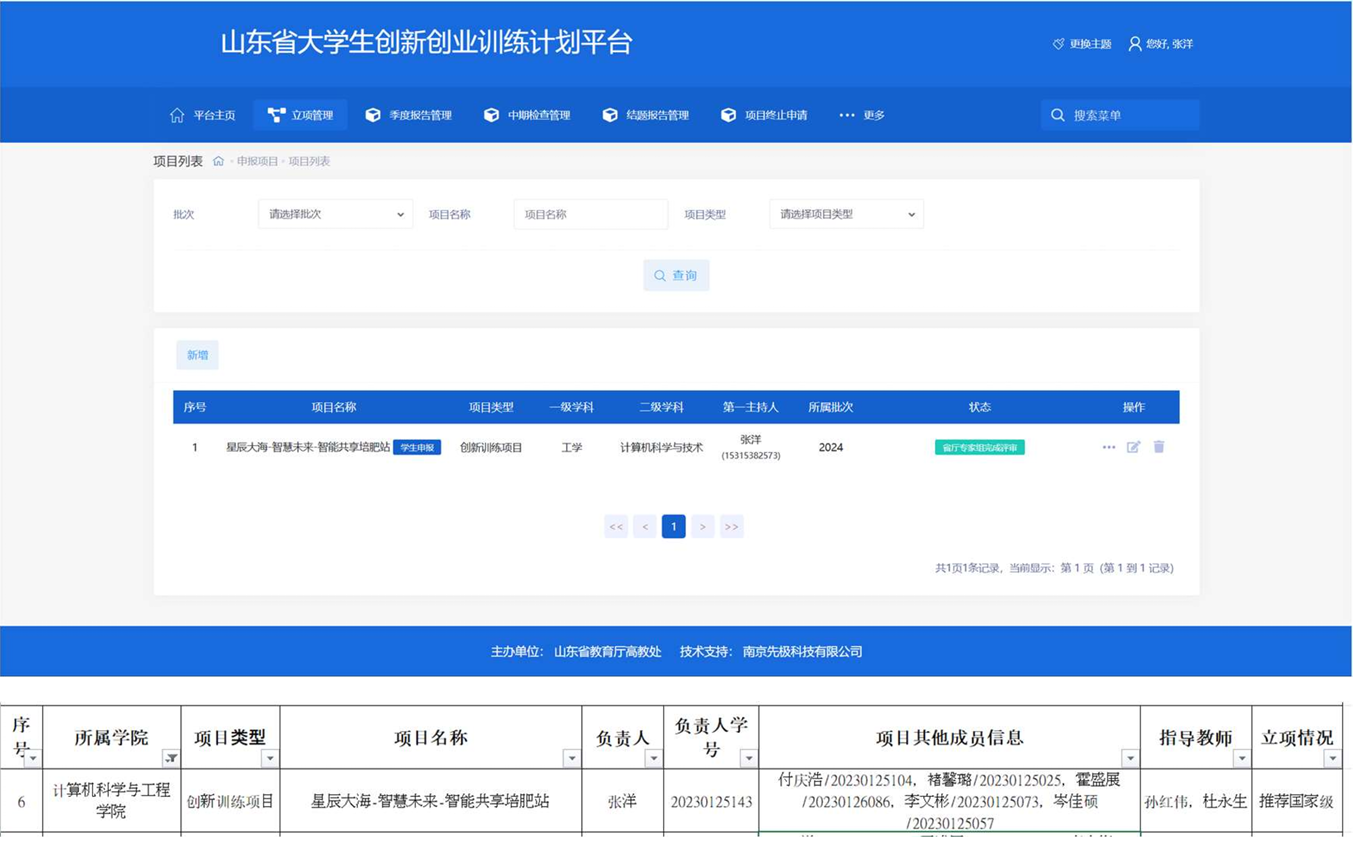 山东省大学生创新创业训练计划平台
更换主题 您好, 张洋
平台主页 立项管理 季度报告管理 中期检查管理 结题报告管理 项目终止申请 ··· 更多 搜索菜单
项目列表 - 申报项目 - 项目列表
批次 请选择批次 项目名称 项目名称 项目类型 请选择项目类型
查询
新增
序号 项目名称 项目类型 一级学科 二级学科 第一主持人 所属批次 状态 操作
1 星辰大海-智慧未来-智能共享培肥站 学生申报 创新训练项目 工学 计算机科学与技术 张洋 2024 省厅专家组完成评审 ···
(15315382573)
<< < 1 > >>
共1页1条记录, 当前显示: 第 1 页 (第 1 到 1 记录)
主办单位: 山东省教育厅高教处 技术支持: 南京先极科技有限公司
序号 所属学院 项目类型 项目名称 负责人 负责人学号 项目其他成员信息 指导教师 立项情况
6 计算机科学与工程学院 创新训练项目 星辰大海-智慧未来-智能共享培肥站 张洋 20230125143 付庆浩/20230125104, 褚馨璐/20230125025, 霍盛展/20230126086, 李文彬/20230125073, 岑佳硕/20230125057 孙红伟, 杜永生 推荐国家级